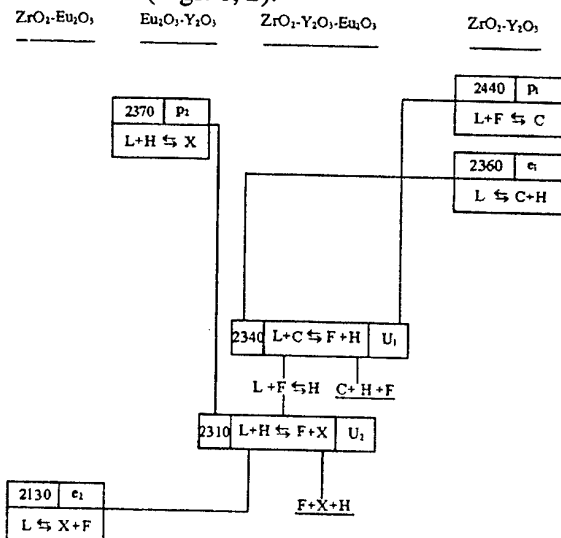 ZrO₂-Eu₂O₃ Eu₂O₃-Y₂O₃ ZrO₂-Y₂O₃-Eu₂O₃ ZrO₂-Y₂O₃
2440 p₁
L+F ⇆ C
2370 p₂
L+H ⇆ X
2360 e₁
L ⇆ C+H
2340 L+C ⇆ F+H U₁
L+F ⇆ H C+H+F
2310 L+H ⇆ F+X U₂
F+X+H
2130 e₂
L ⇆ X+F